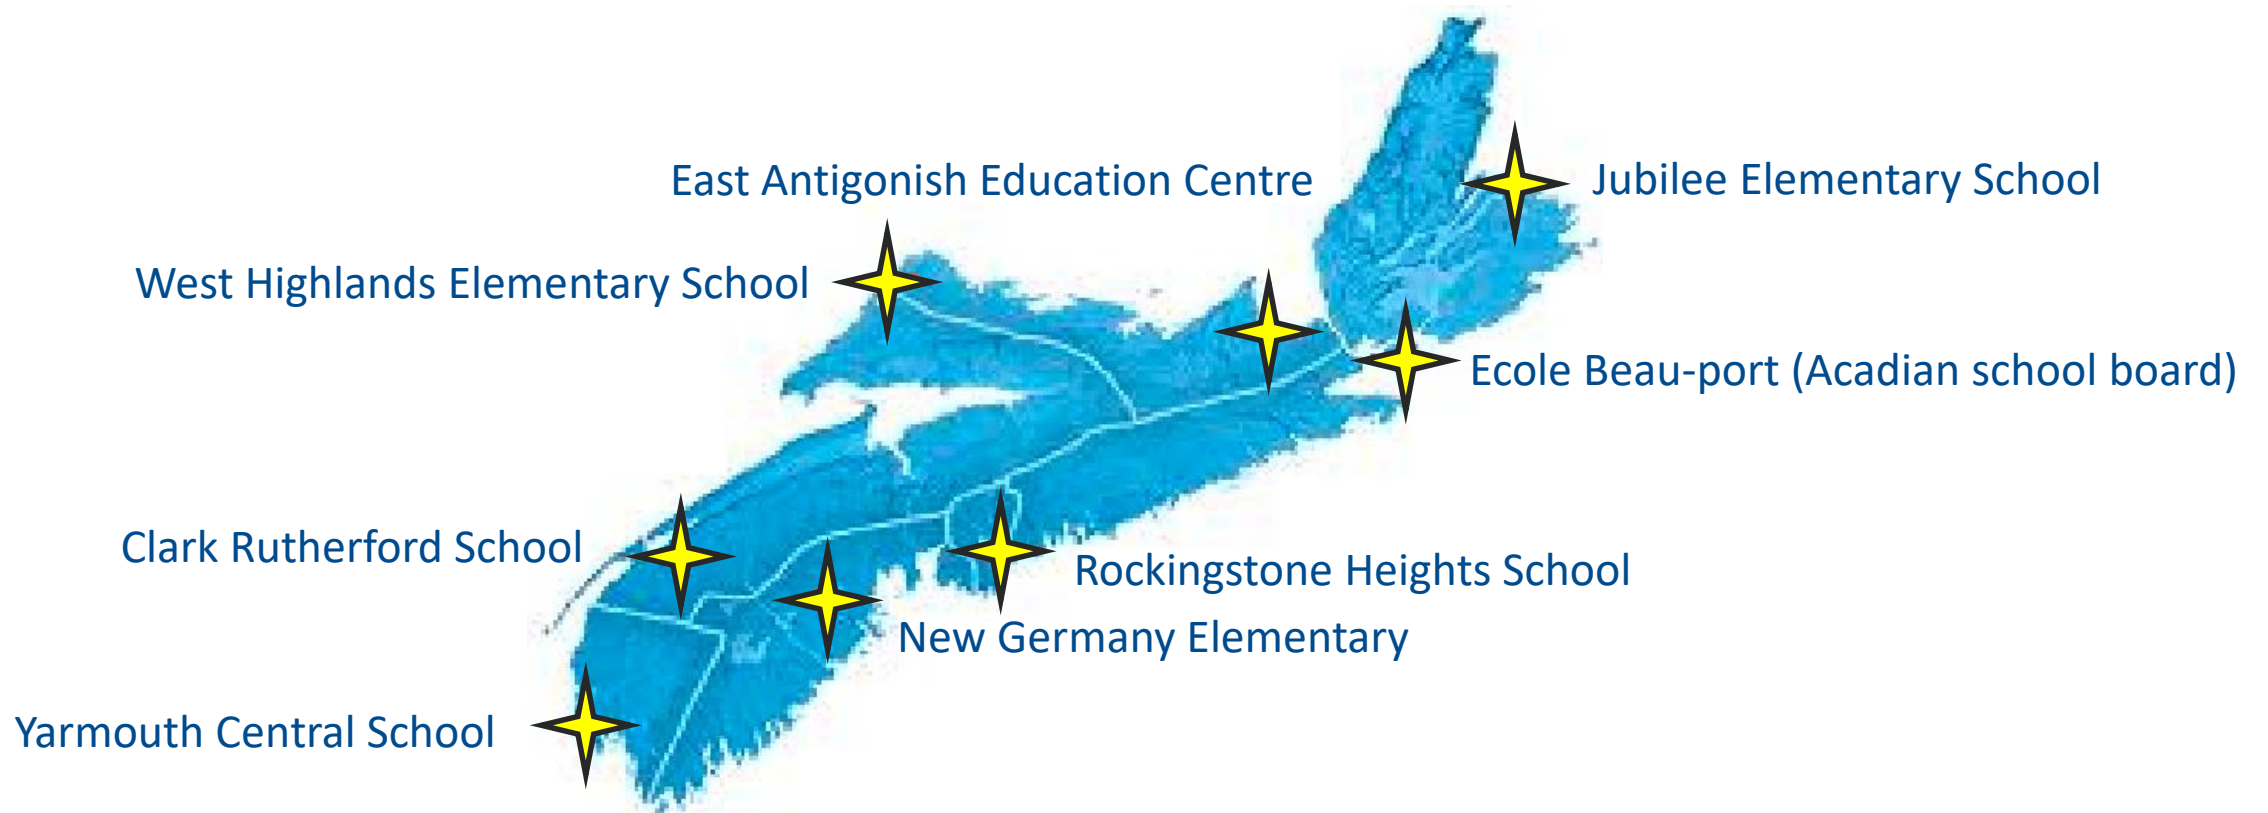 East Antigonish Education Centre
Jubilee Elementary School
West Highlands Elementary School
Ecole Beau-port (Acadian school board)
Clark Rutherford School
Rockingstone Heights School
New Germany Elementary
Yarmouth Central School